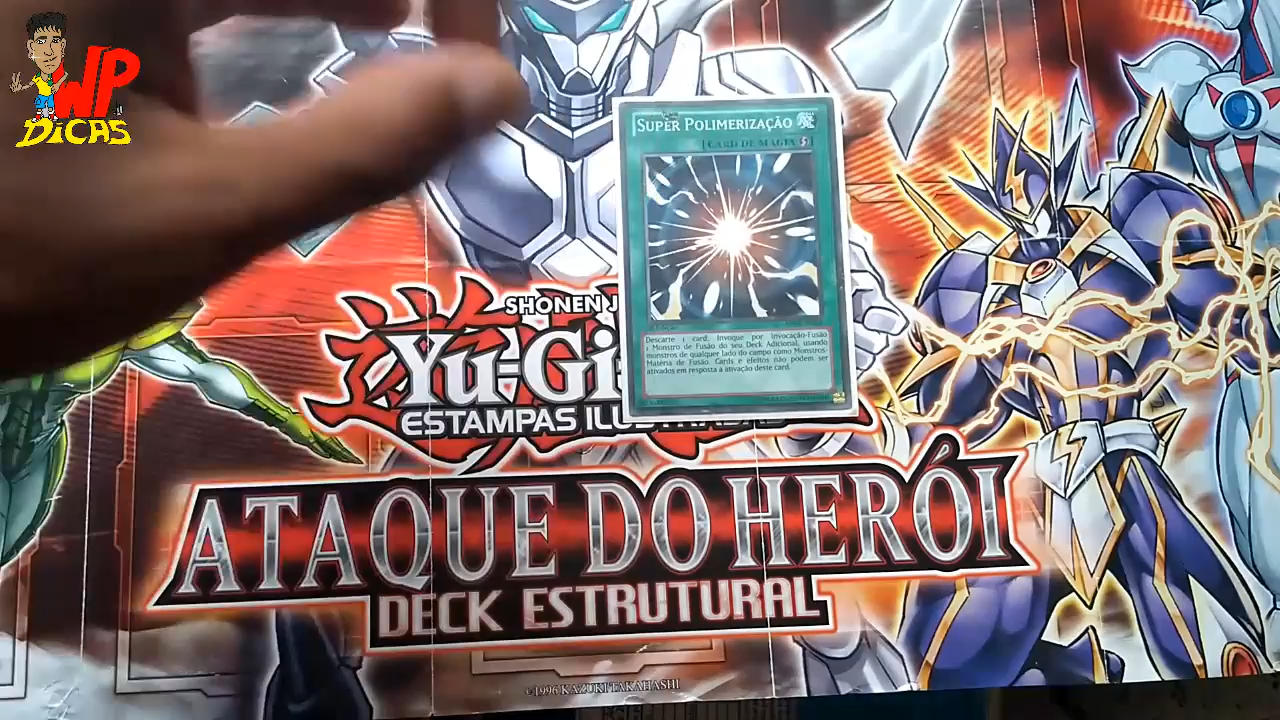 WP
DiCAS
SUPER POLIMERIZAÇÃO
[CARD DE MAGIA
Descarte 1 card. Invoque por Invocação-Fusão
1 Monstro de Fusão do seu Deck Adicional, usando
monstros de qualquer lado do campo como Monstros-
Matéria de Fusão. Cards e efeitos não podem ser
ativados em resposta à ativação deste card.
SHONEN J
YU-GI
ESTAMPAS
ATAQUE DO HERÓI
DECK ESTRUTURAL
©1996 KAZUKI TAKAHASHI